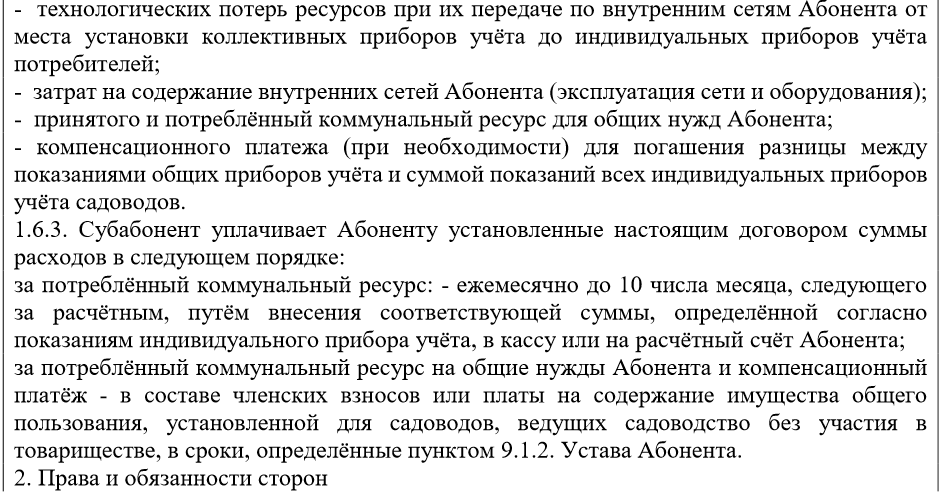 - технологических потерь ресурсов при их передаче по внутренним сетям Абонента от
места установки коллективных приборов учёта до индивидуальных приборов учёта
потребителей;
- затрат на содержание внутренних сетей Абонента (эксплуатация сети и оборудования);
- принятого и потреблённый коммунальный ресурс для общих нужд Абонента;
- компенсационного платежа (при необходимости) для погашения разницы между
показаниями общих приборов учёта и суммой показаний всех индивидуальных приборов
учёта садоводов.
1.6.3. Субабонент уплачивает Абоненту установленные настоящим договором суммы
расходов в следующем порядке:
за потреблённый коммунальный ресурс: - ежемесячно до 10 числа месяца, следующего
за расчётным, путём внесения соответствующей суммы, определённой согласно
показаниям индивидуального прибора учёта, в кассу или на расчётный счёт Абонента;
за потреблённый коммунальный ресурс на общие нужды Абонента и компенсационный
платёж - в составе членских взносов или платы на содержание имущества общего
пользования, установленной для садоводов, ведущих садоводство без участия в
товариществе, в сроки, определённые пунктом 9.1.2. Устава Абонента.
2. Права и обязанности сторон